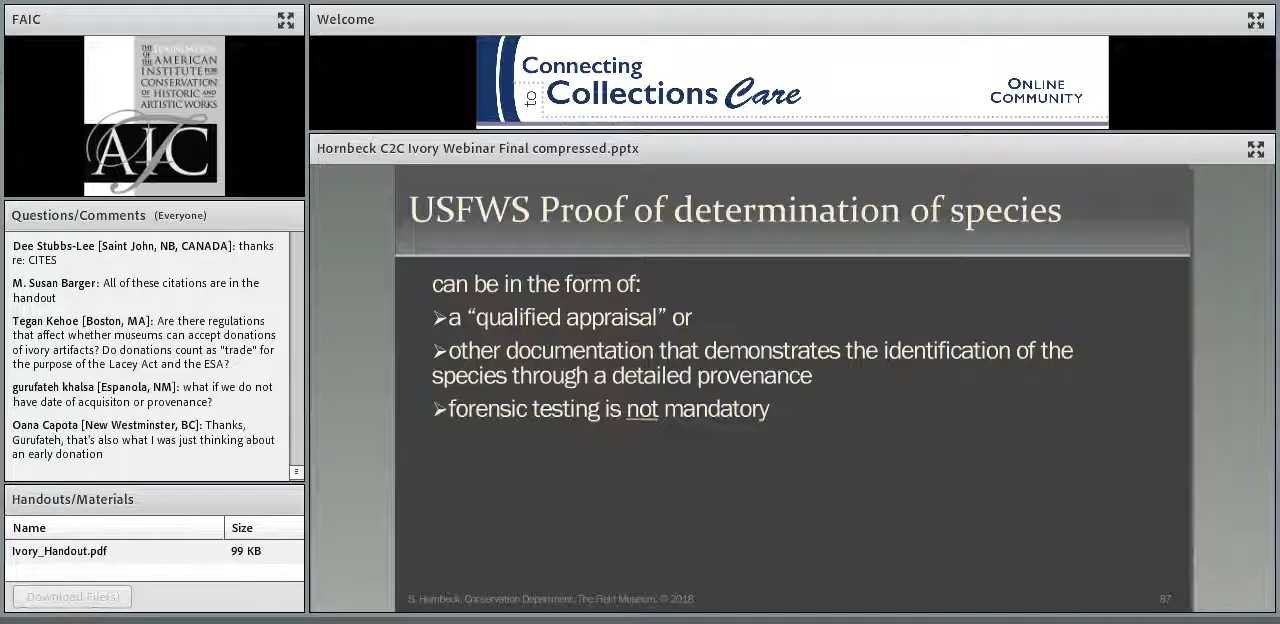 FAIC
THE FOUNDATION
OF THE AMERICAN
INSTITUTE FOR
CONSERVATION
OF HISTORIC AND
ARTISTIC WORKS
AIC
Questions/Comments (Everyone)
Dee Stubbs-Lee [Saint John, NB, CANADA]: thanks
re: CITES
M. Susan Barger: All of these citations are in the
handout
Tegan Kehoe [Boston, MA]: Are there regulations
that affect whether museums can accept donations
of ivory artifacts? Do donations count as "trade" for
the purpose of the Lacey Act and the ESA?
gurufateh khalsa [Espanola, NM]: what if we do not
have date of acquisiton or provenance?
Oana Capota [New Westminster, BC]: Thanks,
Gurufateh, that's also what I was just thinking about
an early donation
Handouts/Materials
Name Size
Ivory_Handout.pdf 99 KB
Download File(s)
Welcome
Connecting
to Collections Care
ONLINE
COMMUNITY
Hornbeck C2C Ivory Webinar Final compressed.pptx
USFWS Proof of determination of species
can be in the form of:
➢a “qualified appraisal” or
➢other documentation that demonstrates the identification of the
species through a detailed provenance
➢forensic testing is not mandatory
S. Hornbeck, Conservation Department, The Field Museum. © 2018 87